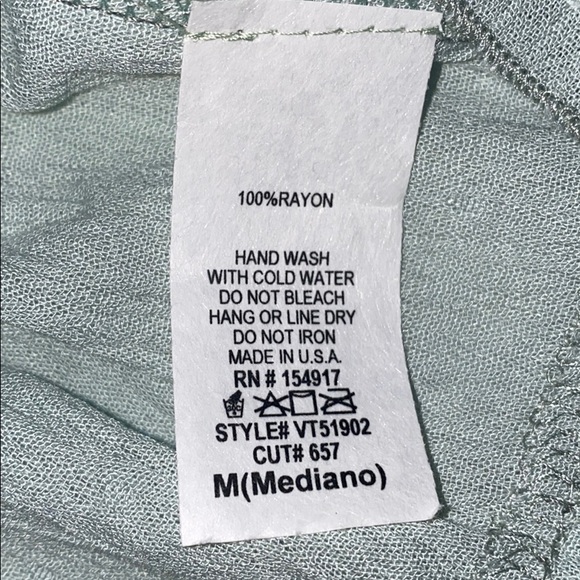 100%RAYON
HAND WASH
WITH COLD WATER
DO NOT BLEACH
HANG OR LINE DRY
DO NOT IRON
MADE IN U.S.A.
RN # 154917
STYLE# VT51902
CUT# 657
M(Mediano)